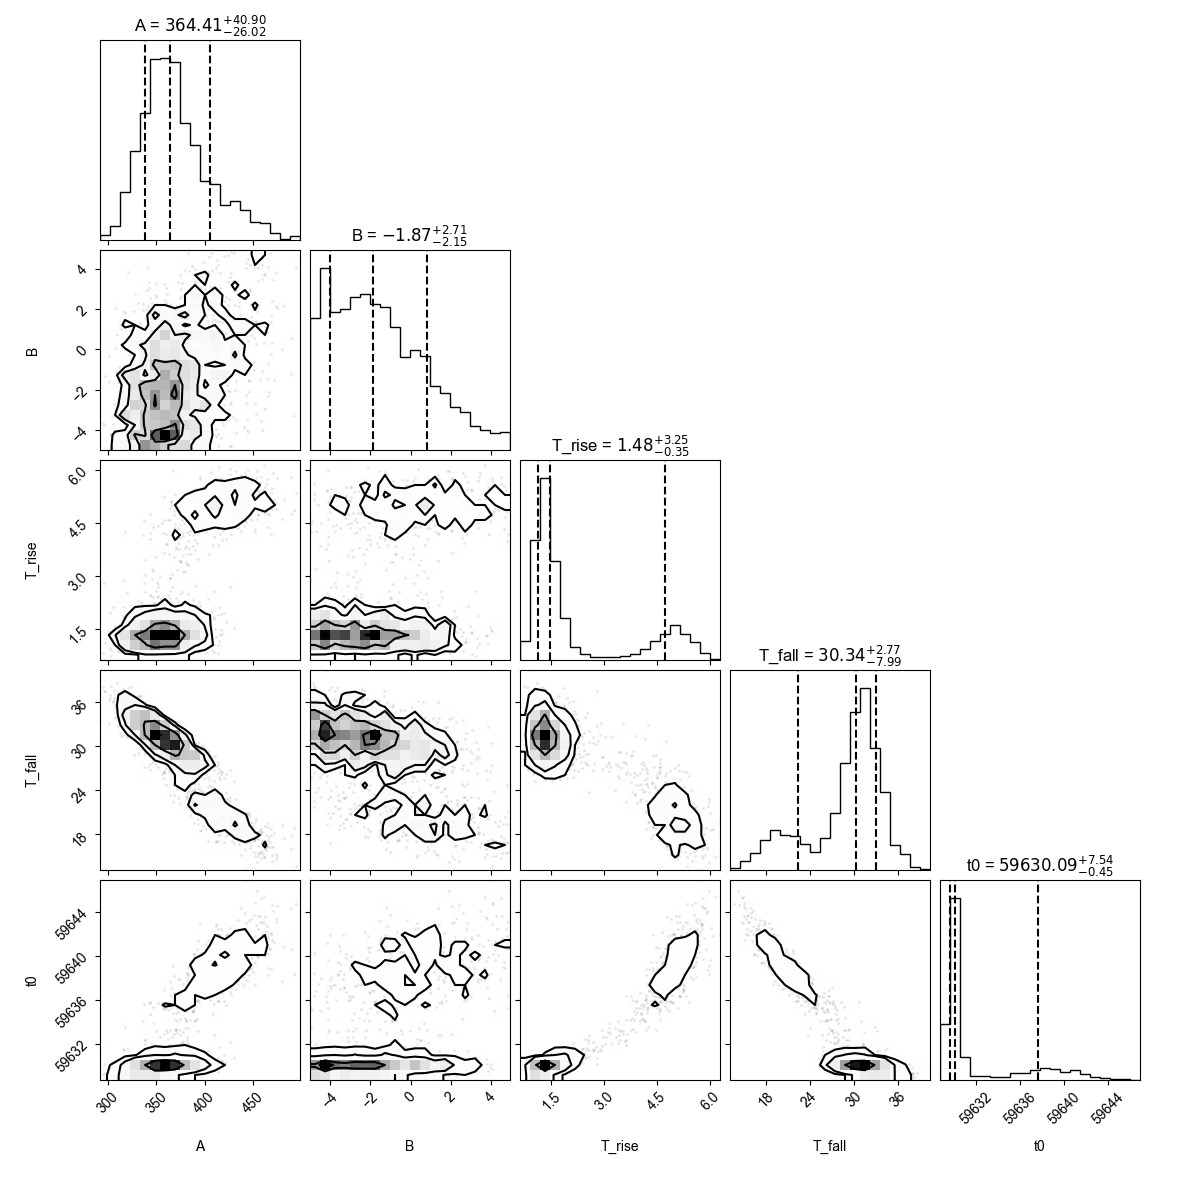 A = 364.41+40.90−26.02
B = −1.87+2.71−2.15
4
2
0
-2
-4
B
T_rise = 1.48+3.25−0.35
6.0
4.5
3.0
1.5
T_rise
T_fall = 30.34+2.77−7.99
36
30
24
18
T_fall
t0 = 59630.09+7.54−0.45
59644
59640
59636
59632
t0
300 350 400 450 -4 -2 0 2 4 1.5 3.0 4.5 6.0 18 24 30 36 59632 59636 59640 59644
A B T_rise T_fall t0